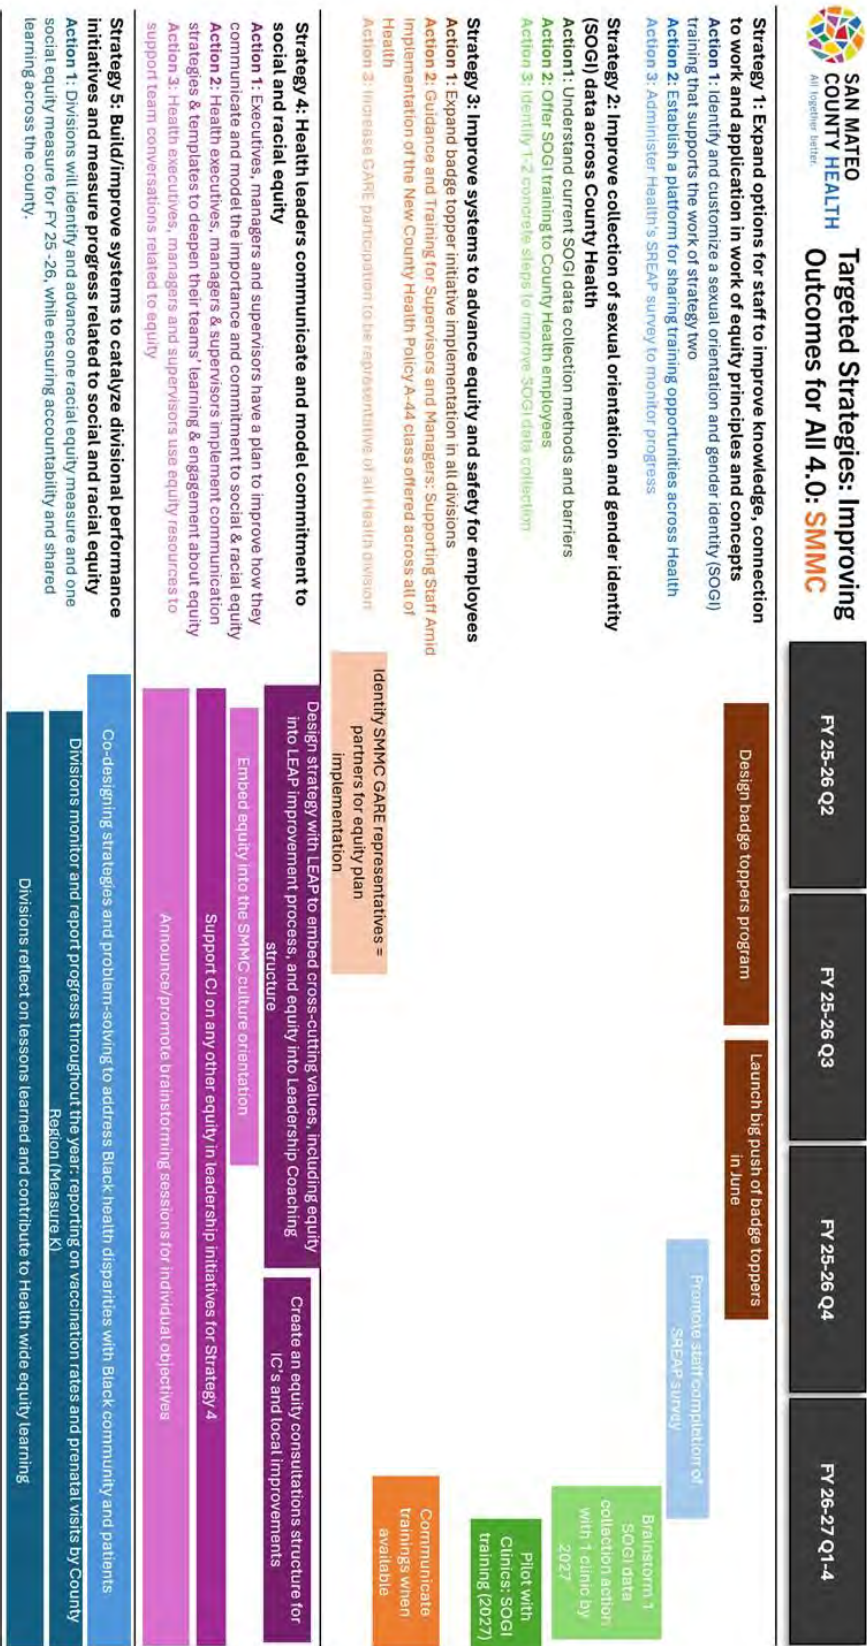 SAN MATEO
COUNTY HEALTH
All together better.
Targeted Strategies: Improving
Outcomes for All 4.0: SMMC
FY 25-26 Q2
FY 25-26 Q3
FY 25-26 Q4
FY 26-27 Q1-4
Strategy 1: Expand options for staff to improve knowledge, connection
to work and application in work of equity principles and concepts
Action 1: Identify and customize a sexual orientation and gender identity (SOGI)
training that supports the work of strategy two
Action 2: Establish a platform for sharing training opportunities across Health
Action 3: Administer Health's SREAP survey to monitor progress
Design badge toppers program
Launch big push of badge toppers
in June
Promote staff completion of
SREAP survey
Strategy 2: Improve collection of sexual orientation and gender identity
(SOGI) data across County Health
Action1: Understand current SOGI data collection methods and barriers
Action 2: Offer SOGI training to County Health employees
Action 3: Identify 1-2 concrete steps to improve SOGI data collection
Brainstorm 1
SOGI data
collection action
with 1 clinic by
2027
Pilot with
Clinics: SOGI
training (2027)
Strategy 3: Improve systems to advance equity and safety for employees
Action 1: Expand badge topper initiative implementation in all divisions
Action 2: Guidance and Training for Supervisors and Managers: Supporting Staff Amid
Implementation of the New County Health Policy A-44 class offered across all of
Health
Action 3: Increase GARE participation to be representative of all Health division
Communicate
trainings when
available
Identify SMMC GARE representatives =
partners for equity plan
implementation
Strategy 4: Health leaders communicate and model commitment to
social and racial equity
Action 1: Executives, managers and supervisors have a plan to improve how they
communicate and model the importance and commitment to social & racial equity
Action 2: Health executives, managers & supervisors implement communication
strategies & templates to deepen their teams' learning & engagement about equity
Action 3: Health executives, managers and supervisors use equity resources to
support team conversations related to equity
Design strategy with LEAP to embed cross-cutting values, including equity
into LEAP improvement process, and equity into Leadership Coaching
structure
Create an equity consultations structure for
IC's and local improvements
Embed equity into the SMMC culture orientation
Support CJ on any other equity in leadership initiatives for Strategy 4
Announce/promote brainstorming sessions for individual objectives
Strategy 5: Build/improve systems to catalyze divisional performance
initiatives and measure progress related to social and racial equity
Action 1: Divisions will identify and advance one racial equity measure and one
social equity measure for FY 25 -26, while ensuring accountability and shared
learning across the county.
Co-designing strategies and problem-solving to address Black health disparities with Black community and patients
Divisions monitor and report progress throughout the year: reporting on vaccination rates and prenatal visits by County
Region (Measure K)
Divisions reflect on lessons learned and contribute to Health wide equity learning